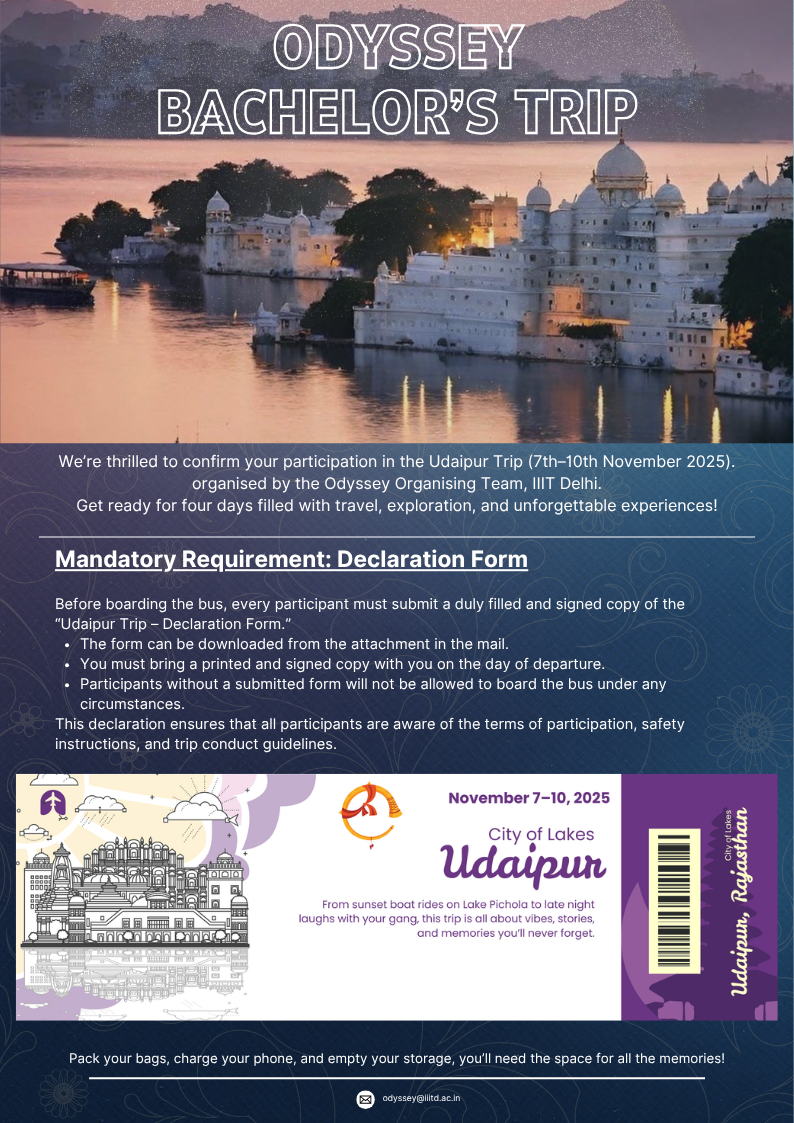 ODYSSEY
BACHELOR’S TRIP
We’re thrilled to confirm your participation in the Udaipur Trip (7th–10th November 2025).
organised by the Odyssey Organising Team, IIIT Delhi.
Get ready for four days filled with travel, exploration, and unforgettable experiences!
Mandatory Requirement: Declaration Form
Before boarding the bus, every participant must submit a duly filled and signed copy of the
“Udaipur Trip – Declaration Form.”
• The form can be downloaded from the attachment in the mail.
• You must bring a printed and signed copy with you on the day of departure.
• Participants without a submitted form will not be allowed to board the bus under any
circumstances.
This declaration ensures that all participants are aware of the terms of participation, safety
instructions, and trip conduct guidelines.
November 7–10, 2025
City of Lakes
Udaipur
From sunset boat rides on Lake Pichola to late night
laughs with your gang, this trip is all about vibes, stories,
and memories you’ll never forget.
City of Lakes
Udaipur, Rajasthan
Pack your bags, charge your phone, and empty your storage, you’ll need the space for all the memories!
odyssey@iiitd.ac.in